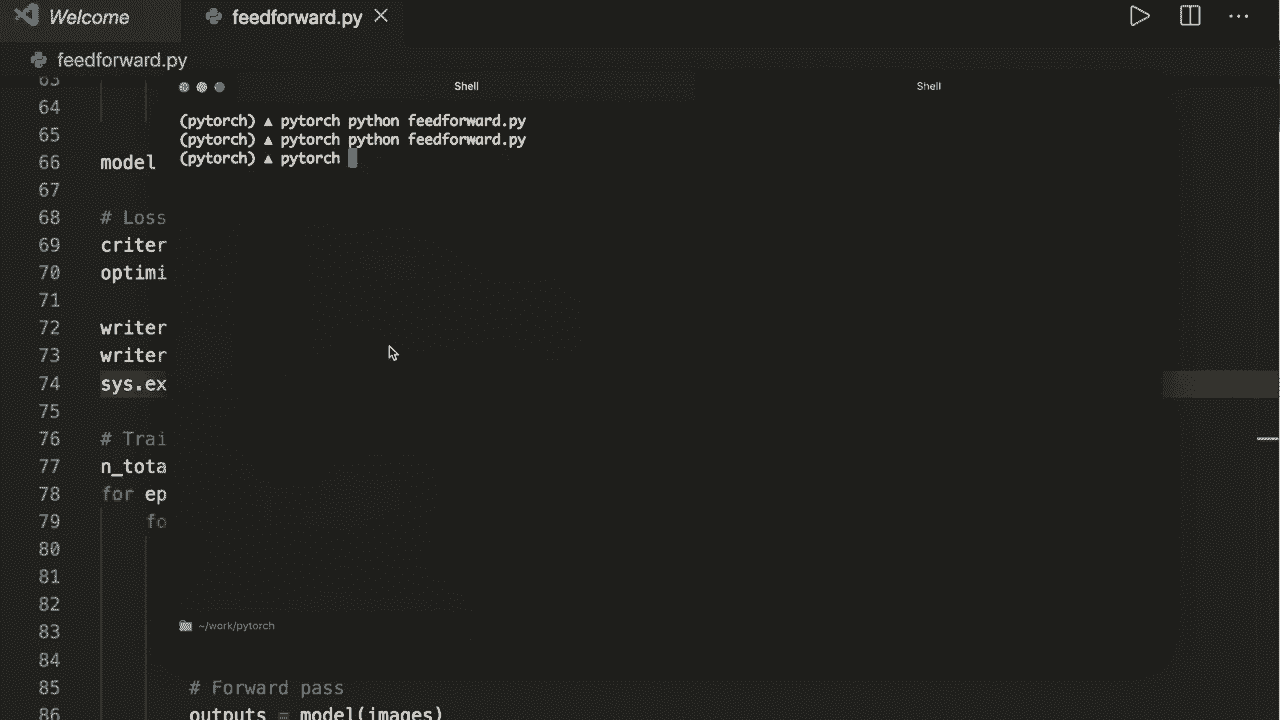 Welcome feedforward.py
feedforward.py
63
Shell Shell
64
(pytorch) ▲ pytorch python feedforward.py
65
(pytorch) ▲ pytorch python feedforward.py
66 model
(pytorch) ▲ pytorch
67
68 # Loss
69 criter
70 optimi
71
72 writer
73 writer
74 sys.ex
75
76 # Trai
77 n_tota
78 for ep
79 fo
80
81
82
83
~/work/pytorch
84
85 # Forward pass
86 outputs = model(images)